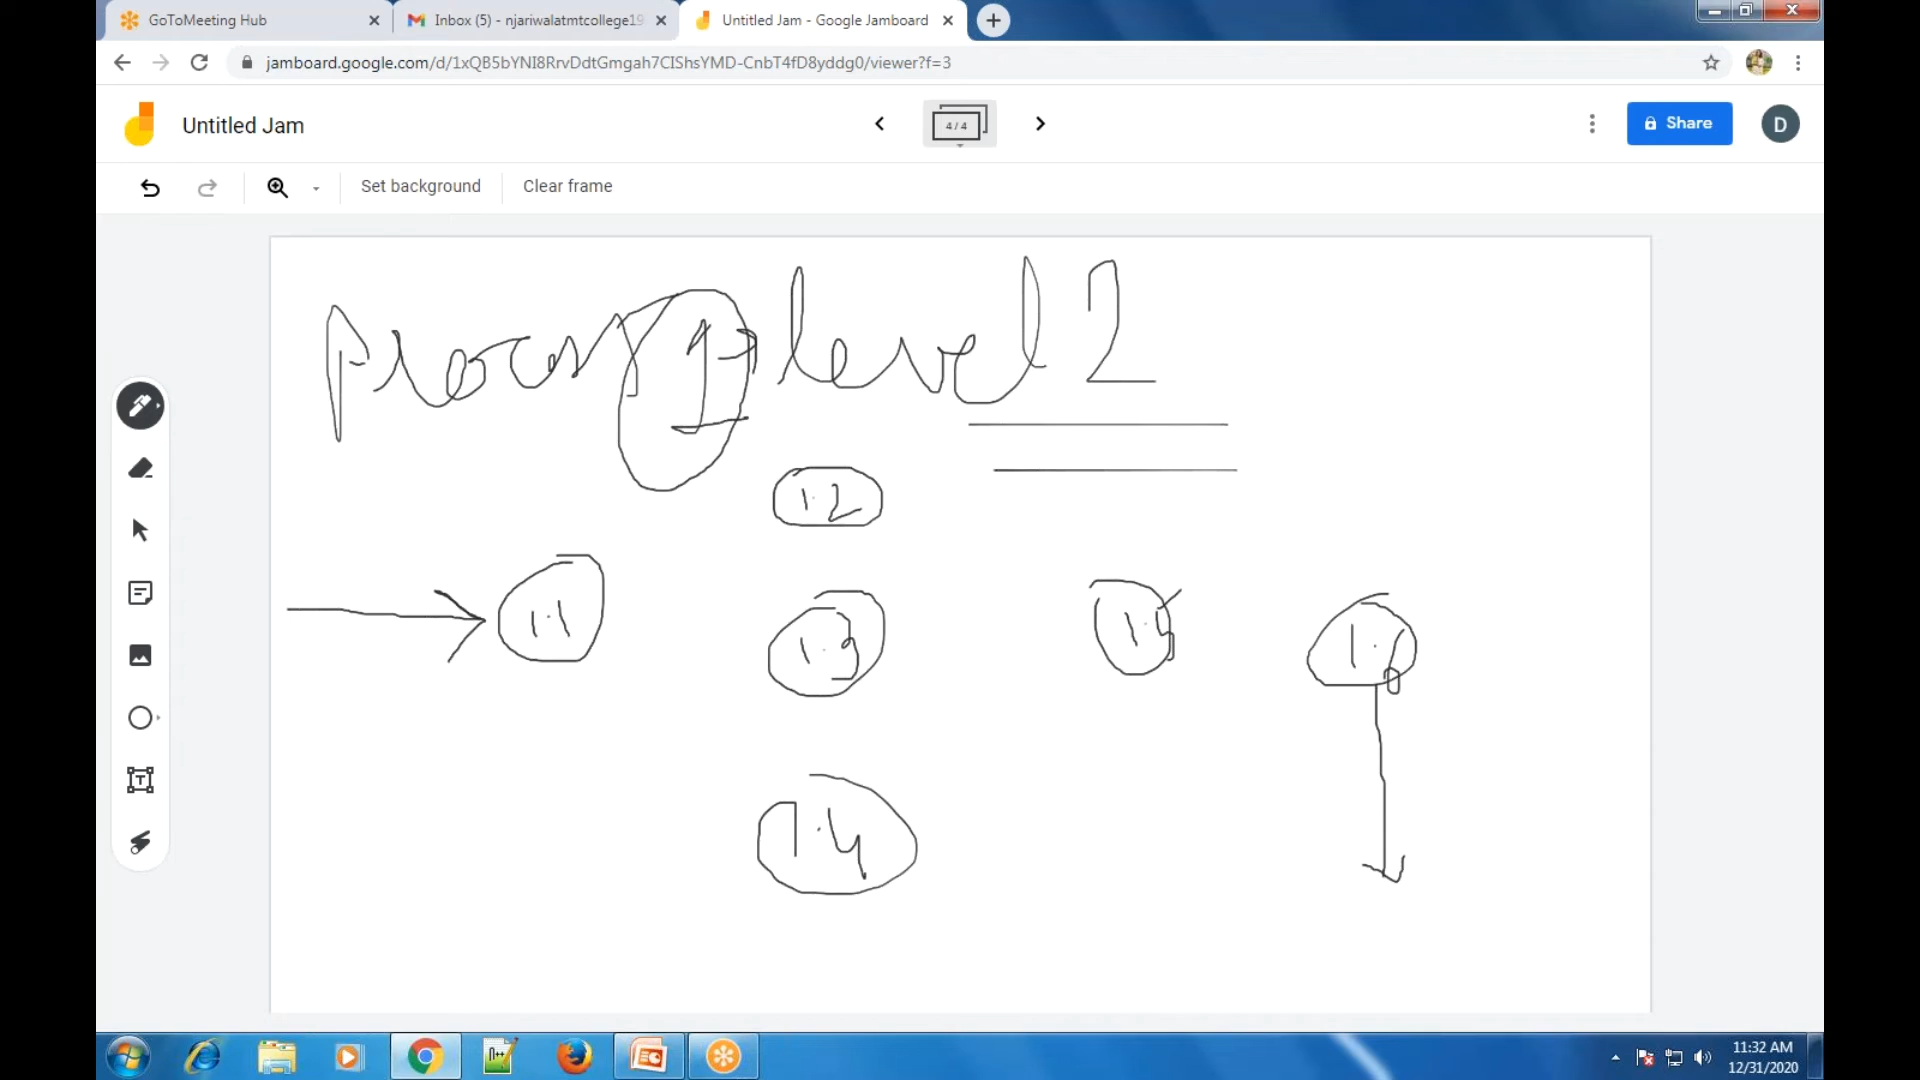 GoToMeeting Hub
Inbox (5) - njariwalatmtcollege19
Untitled Jam - Google Jamboard
jamboard.google.com/d/1xQB5bYNI8RrvDdtGmgah7CIShsYMD-CnbT4fD8yddg0/viewer?f=3
Untitled Jam
4 / 4
Share
D
Set background
Clear frame
process 1 level 2
1.2
1.1
1.3
1.5
1.6
1.4
11:32 AM
12/31/2020